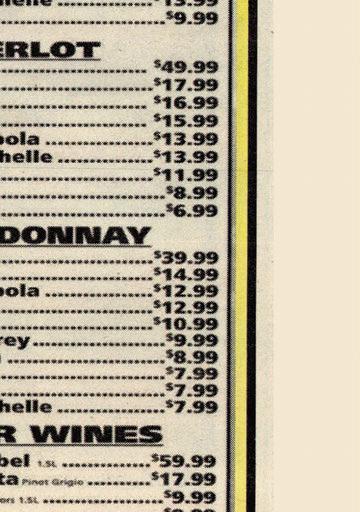 $9.99
ERLOT
$49.99
$17.99
$16.99
$15.99
pola $13.99
helle $13.99
$11.99
$8.99
$6.99
DONNAY
$39.99
$14.99
pola $12.99
$12.99
$10.99
rey $9.99
$8.99
$7.99
$7.99
helle $7.99
R WINES
bel 1.5L $59.99
ta Pinot Grigio $17.99
ors 1.5L $9.99